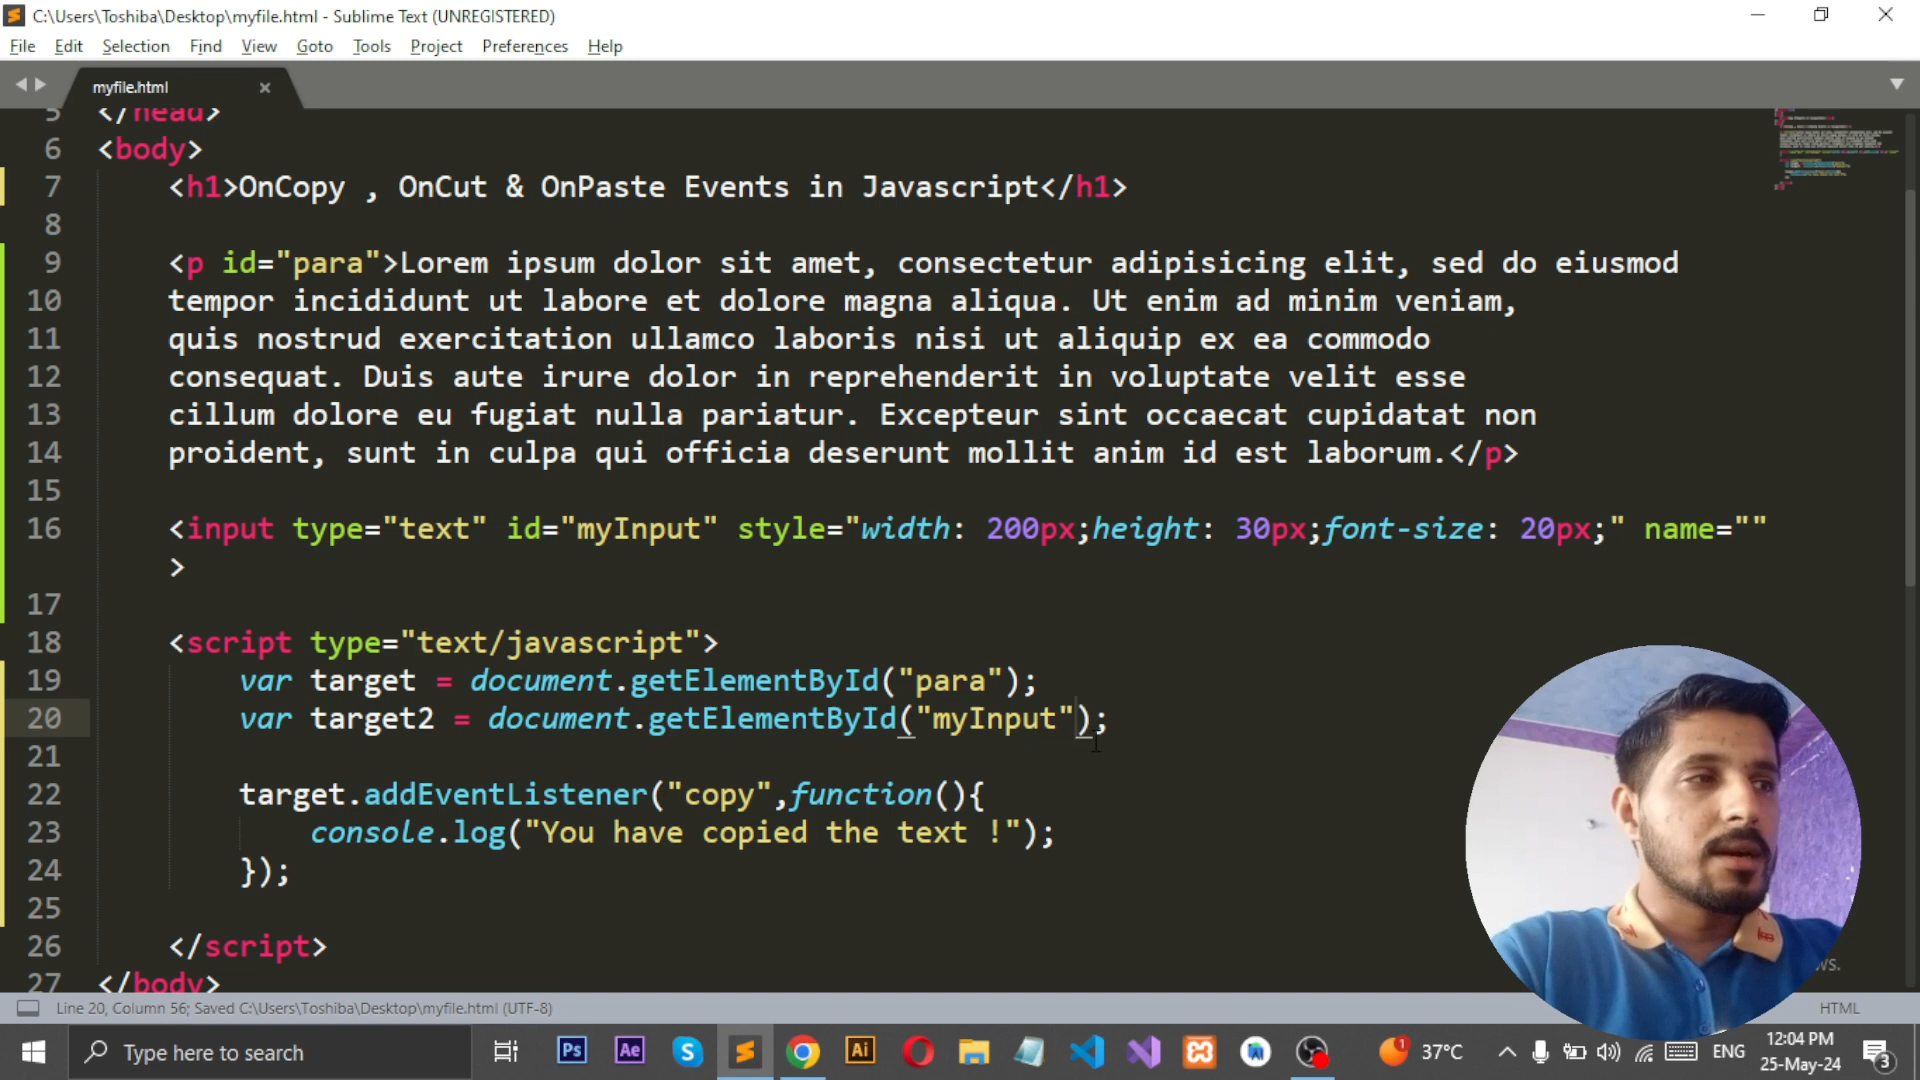 C:\Users\Toshiba\Desktop\myfile.html - Sublime Text (UNREGISTERED)
File Edit Selection Find View Goto Tools Project Preferences Help
myfile.html
5 </head>
6 <body>
7 <h1>OnCopy , OnCut & OnPaste Events in Javascript</h1>
8
9 <p id="para">Lorem ipsum dolor sit amet, consectetur adipisicing elit, sed do eiusmod
10 tempor incididunt ut labore et dolore magna aliqua. Ut enim ad minim veniam,
11 quis nostrud exercitation ullamco laboris nisi ut aliquip ex ea commodo
12 consequat. Duis aute irure dolor in reprehenderit in voluptate velit esse
13 cillum dolore eu fugiat nulla pariatur. Excepteur sint occaecat cupidatat non
14 proident, sunt in culpa qui officia deserunt mollit anim id est laborum.</p>
15
16 <input type="text" id="myInput" style="width: 200px;height: 30px;font-size: 20px;" name=""
>
17
18 <script type="text/javascript">
19 var target = document.getElementById("para");
20 var target2 = document.getElementById("myInput");
21
22 target.addEventListener("copy",function(){
23 console.log("You have copied the text !");
24 });
25
26 </script>
27 </body>
Line 20, Column 56; Saved C:\Users\Toshiba\Desktop\myfile.html (UTF-8)
HTML
Type here to search
Ps Ae Ai
1 37°C
ENG
12:04 PM
25-May-24
3